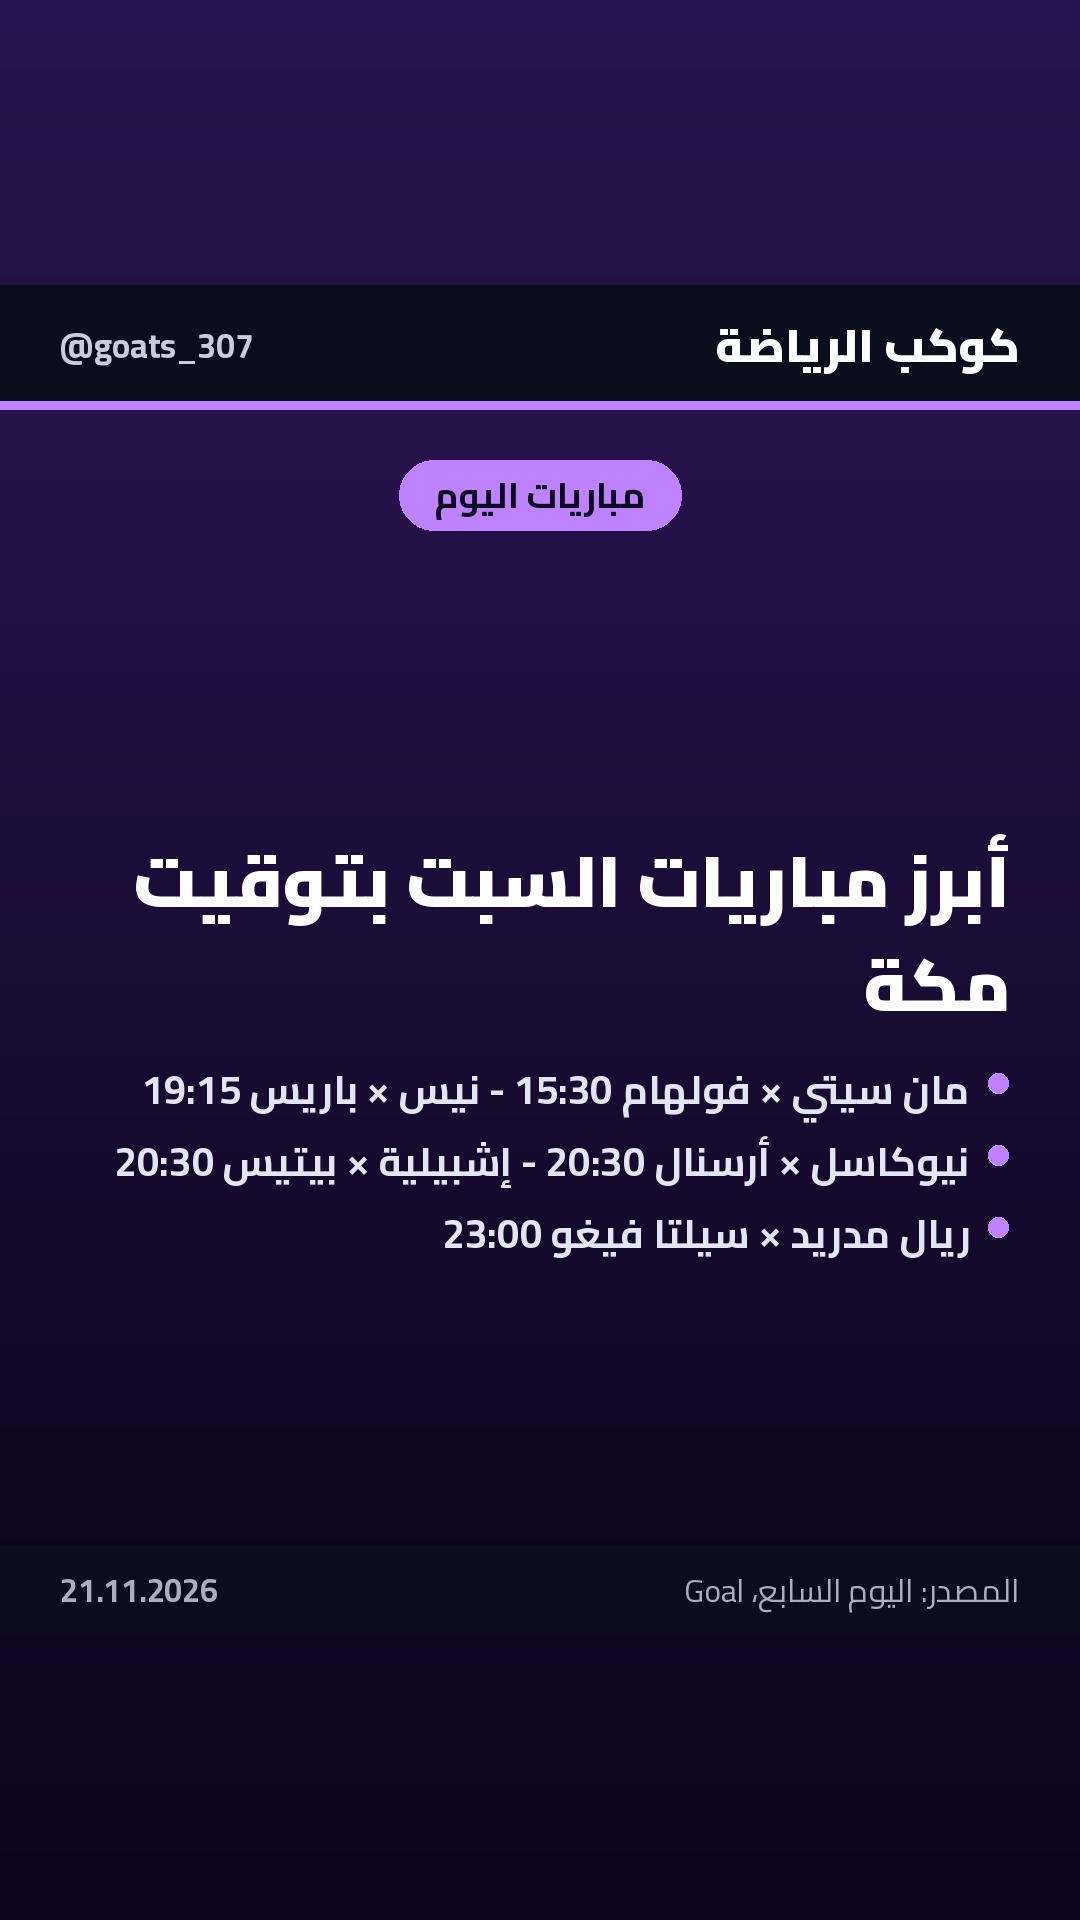 كوكب الرياضة
@goats_307
مباريات اليوم
أبرز مباريات السبت بتوقيت
مكة
مان سيتي × فولهام 15:30 - نيس × باريس 19:15
نيوكاسل × أرسنال 20:30 - إشبيلية × بيتيس 20:30
ريال مدريد × سيلتا فيغو 23:00
المصدر: اليوم السابع، Goal
21.11.2026